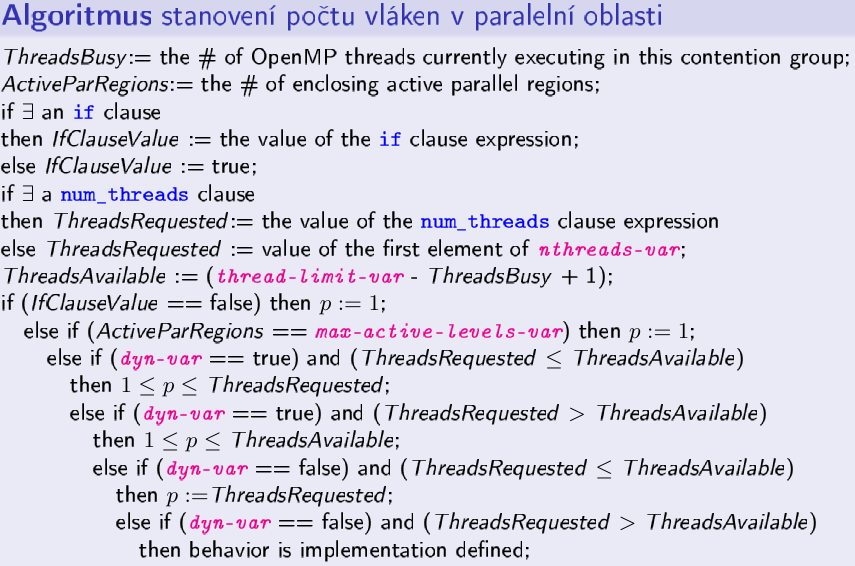 Algoritmus stanovení počtu vláken v paralelní oblasti
ThreadsBusy:= the # of OpenMP threads currently executing in this contention group;
ActiveParRegions:= the # of enclosing active parallel regions;
if ∃ an if clause
then IfClauseValue := the value of the if clause expression;
else IfClauseValue := true;
if ∃ a num_threads clause
then ThreadsRequested:= the value of the num_threads clause expression
else ThreadsRequested := value of the first element of nthreads-var;
ThreadsAvailable := (thread-limit-var - ThreadsBusy + 1);
if (IfClauseValue == false) then p := 1;
else if (ActiveParRegions == max-active-levels-var) then p := 1;
else if (dyn-var == true) and (ThreadsRequested ≤ ThreadsAvailable)
then 1 ≤ p ≤ ThreadsRequested;
else if (dyn-var == true) and (ThreadsRequested > ThreadsAvailable)
then 1 ≤ p ≤ ThreadsAvailable;
else if (dyn-var == false) and (ThreadsRequested ≤ ThreadsAvailable)
then p :=ThreadsRequested;
else if (dyn-var == false) and (ThreadsRequested > ThreadsAvailable)
then behavior is implementation defined;